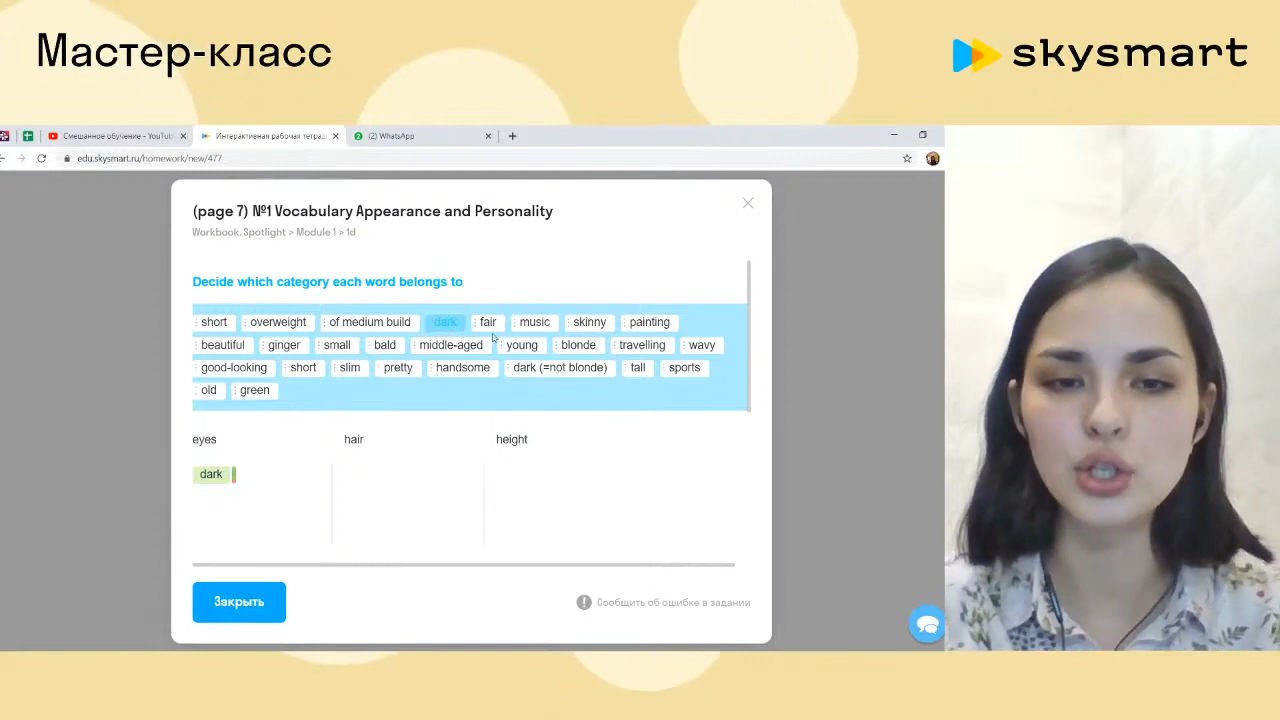 Мастер-класс
skysmart
Смешанное обучение - YouTub
Интерактивная рабочая тетрад
(2) WhatsApp
edu.skysmart.ru/homework/new/477
(page 7) №1 Vocabulary Appearance and Personality
Workbook. Spotlight > Module 1 > 1d
Decide which category each word belongs to
short overweight of medium build dark fair music skinny painting
beautiful ginger small bald middle-aged young blonde travelling wavy
good-looking short slim pretty handsome dark (=not blonde) tall sports
old green
eyes hair height
dark
Закрыть
Сообщить об ошибке в задании